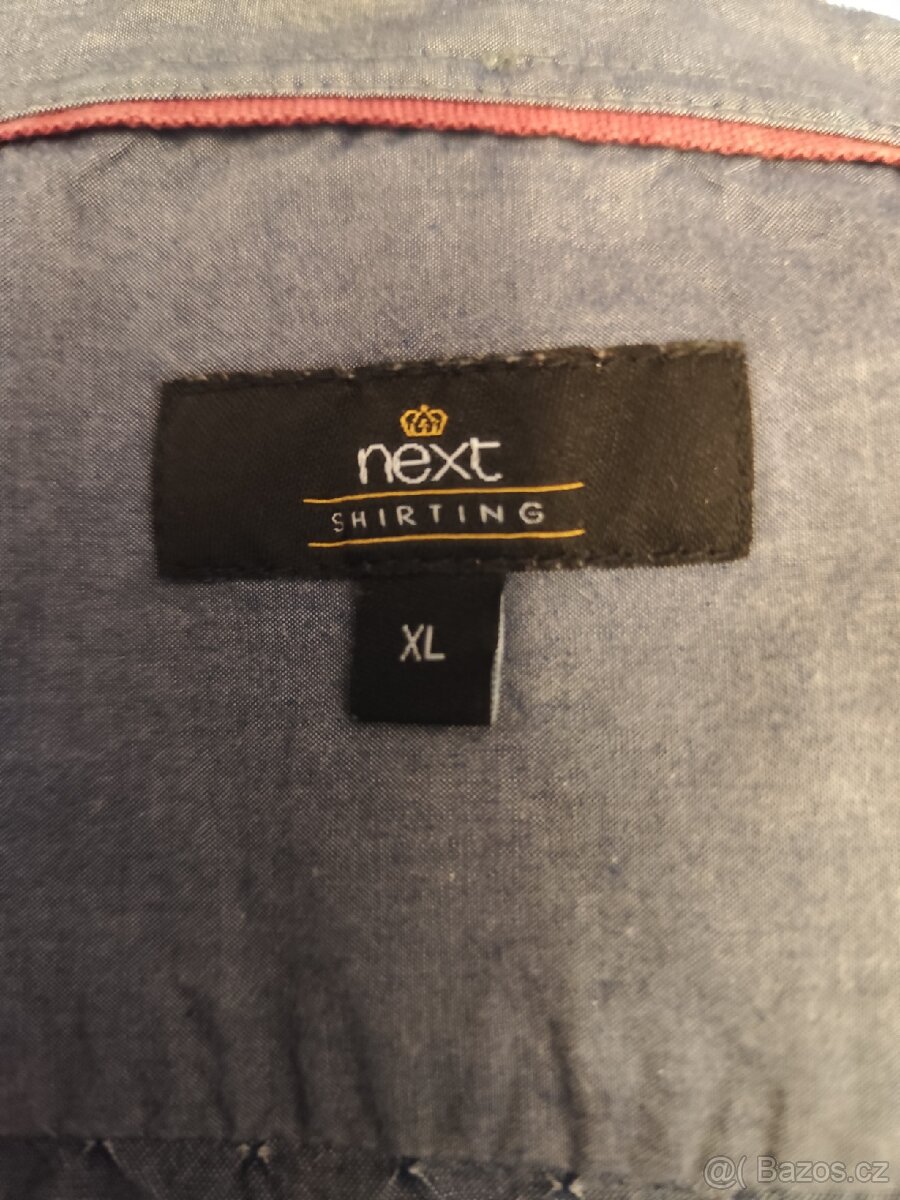 next
SHIRTING
XL
@( Bazos.cz